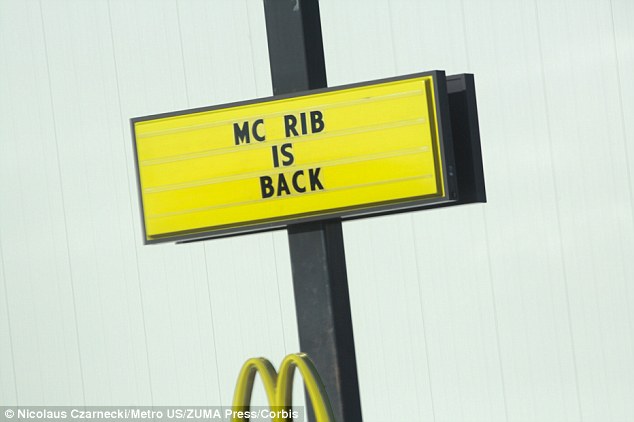 MC RIB
IS
BACK
© Nicolaus Czarnecki/Metro US/ZUMA Press/Corbis